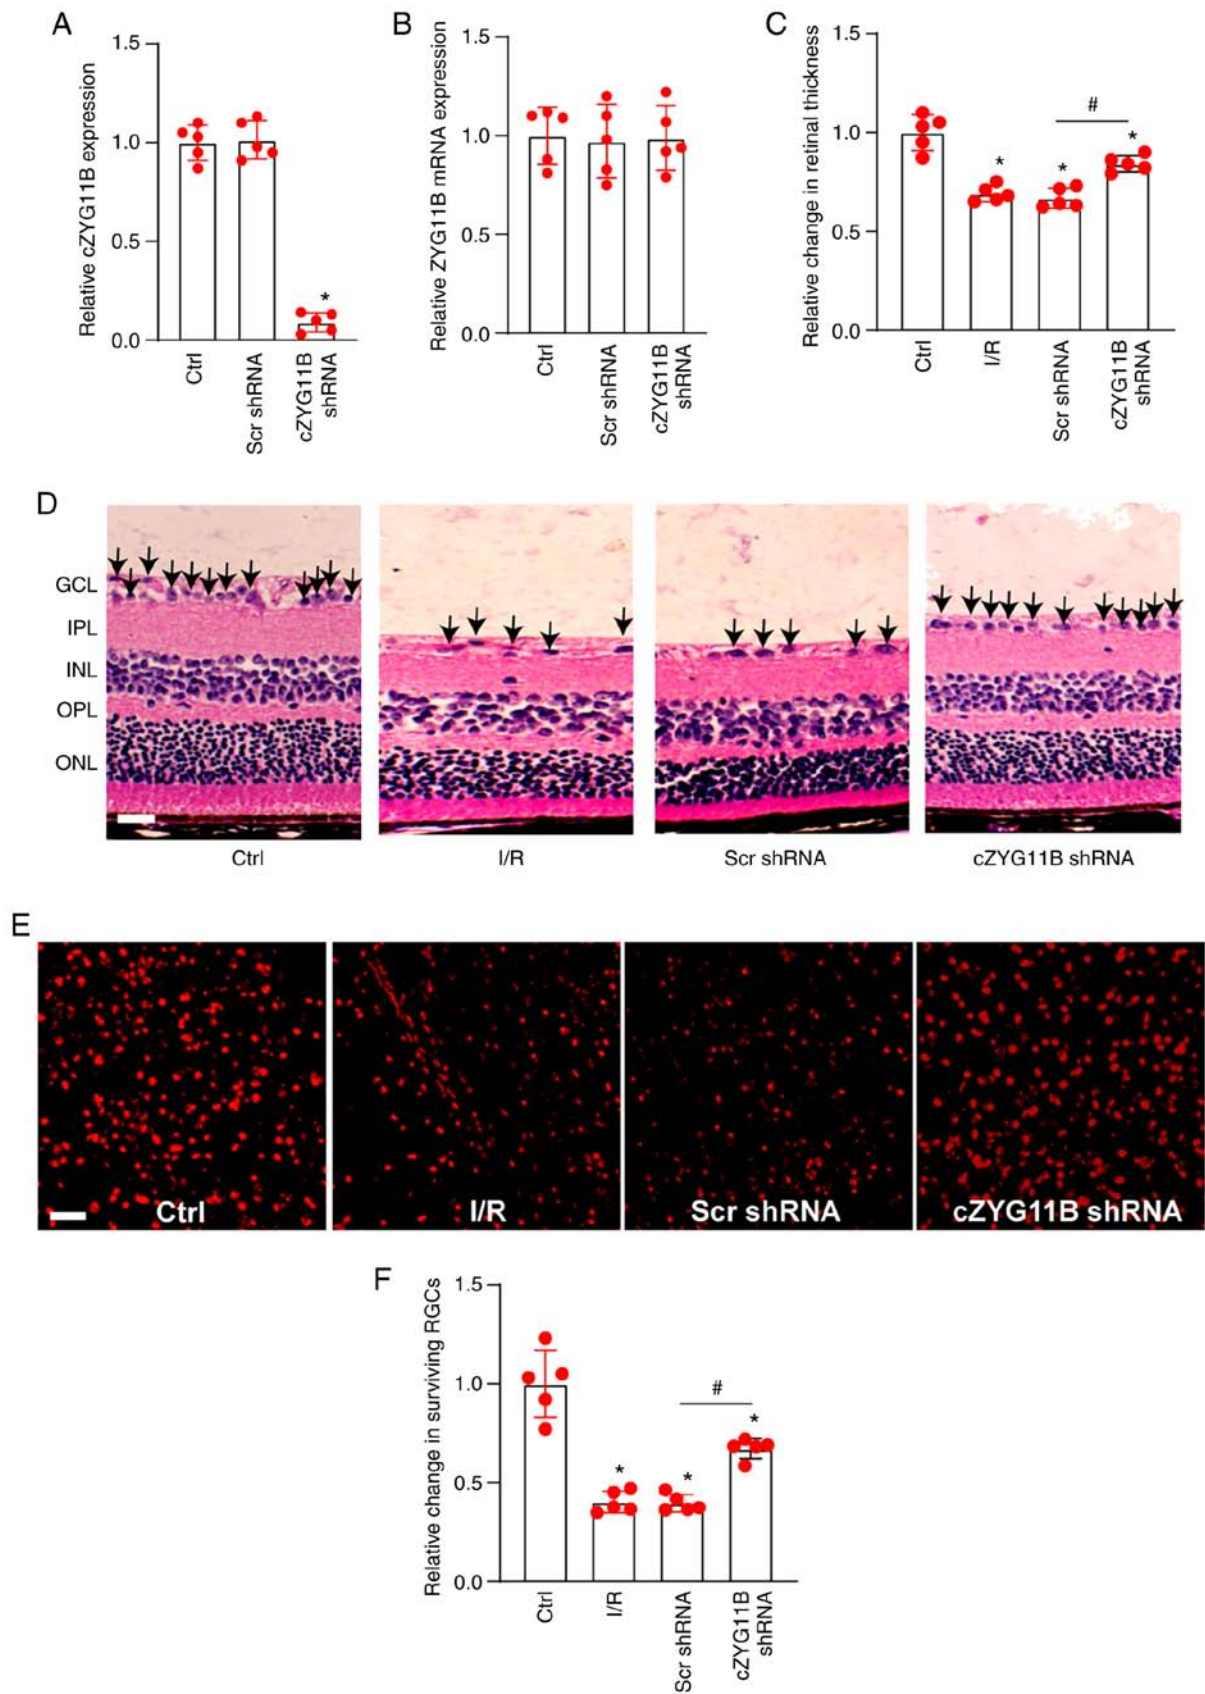 A
Relative cZYG11B expression
1.5
1.0
0.5
0.0
*
Ctrl
Scr shRNA
cZYG11B
shRNA
B
Relative ZYG11B mRNA expression
1.5
1.0
0.5
0.0
Ctrl
Scr shRNA
cZYG11B
shRNA
C
Relative change in retinal thickness
1.5
1.0
0.5
0.0
*
*
#
*
Ctrl
I/R
Scr shRNA
cZYG11B
shRNA
D
GCL
IPL
INL
OPL
ONL
Ctrl
I/R
Scr shRNA
cZYG11B shRNA
E
Ctrl
I/R
Scr shRNA
cZYG11B shRNA
F
Relative change in surviving RGCs
1.5
1.0
0.5
0.0
*
*
#
*
Ctrl
I/R
Scr shRNA
cZYG11B
shRNA